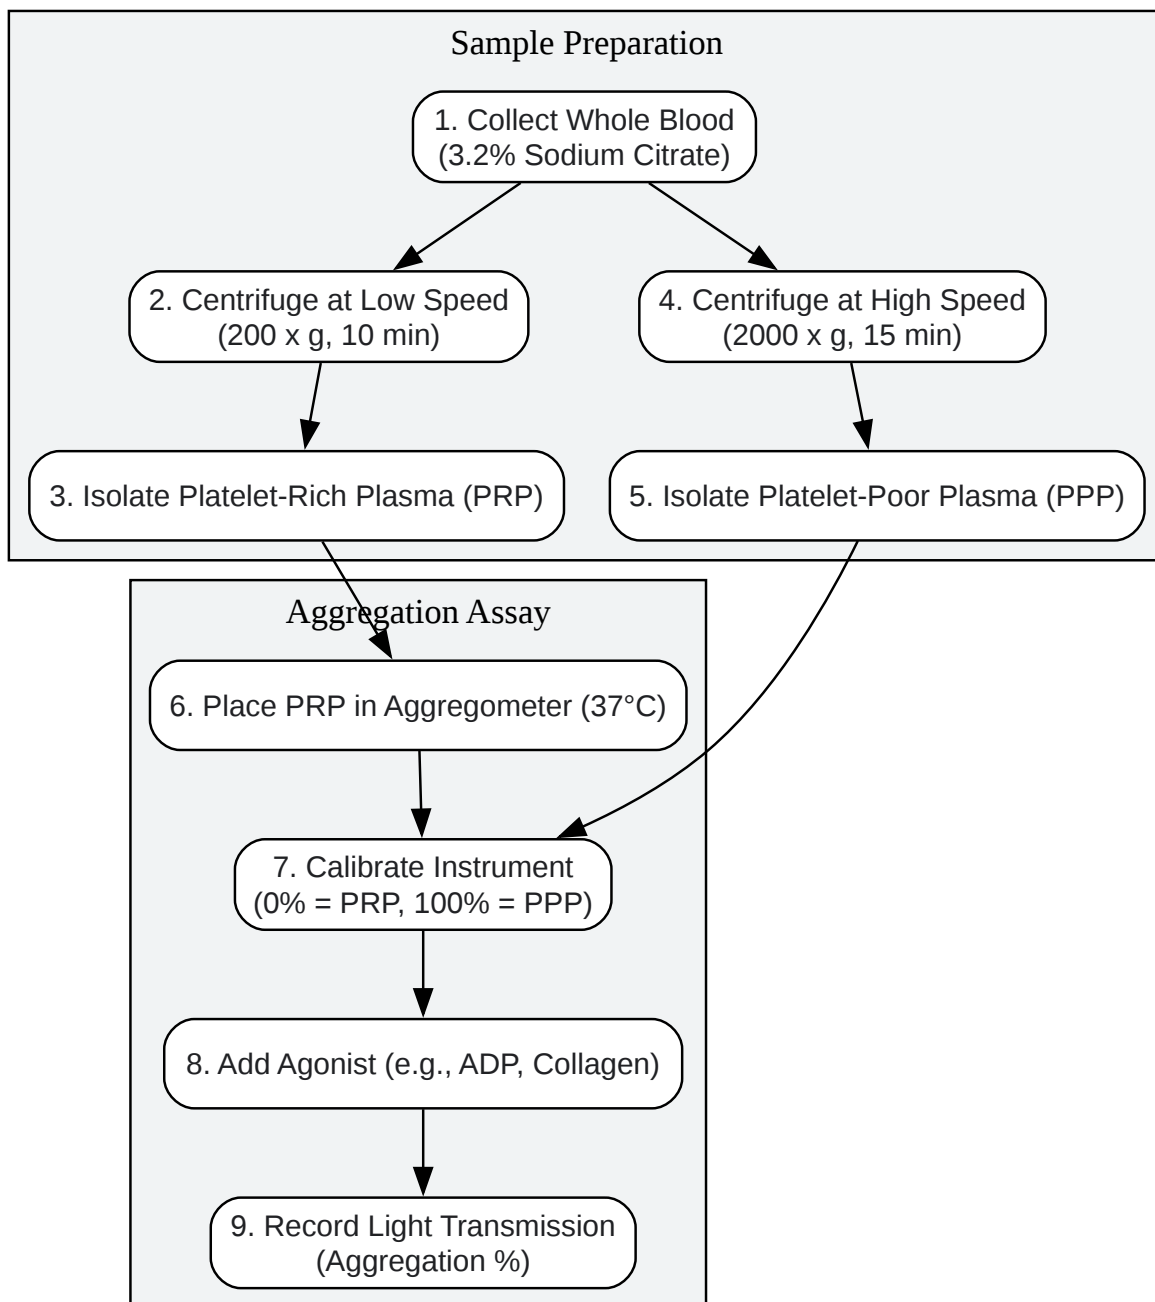 Sample Preparation
1. Collect Whole Blood
(3.2% Sodium Citrate)
2. Centrifuge at Low Speed
(200 x g, 10 min)
4. Centrifuge at High Speed
(2000 x g, 15 min)
3. Isolate Platelet-Rich Plasma (PRP)
5. Isolate Platelet-Poor Plasma (PPP)
Aggregation Assay
6. Place PRP in Aggregometer (37°C)
7. Calibrate Instrument
(0% = PRP, 100% = PPP)
8. Add Agonist (e.g., ADP, Collagen)
9. Record Light Transmission
(Aggregation %)